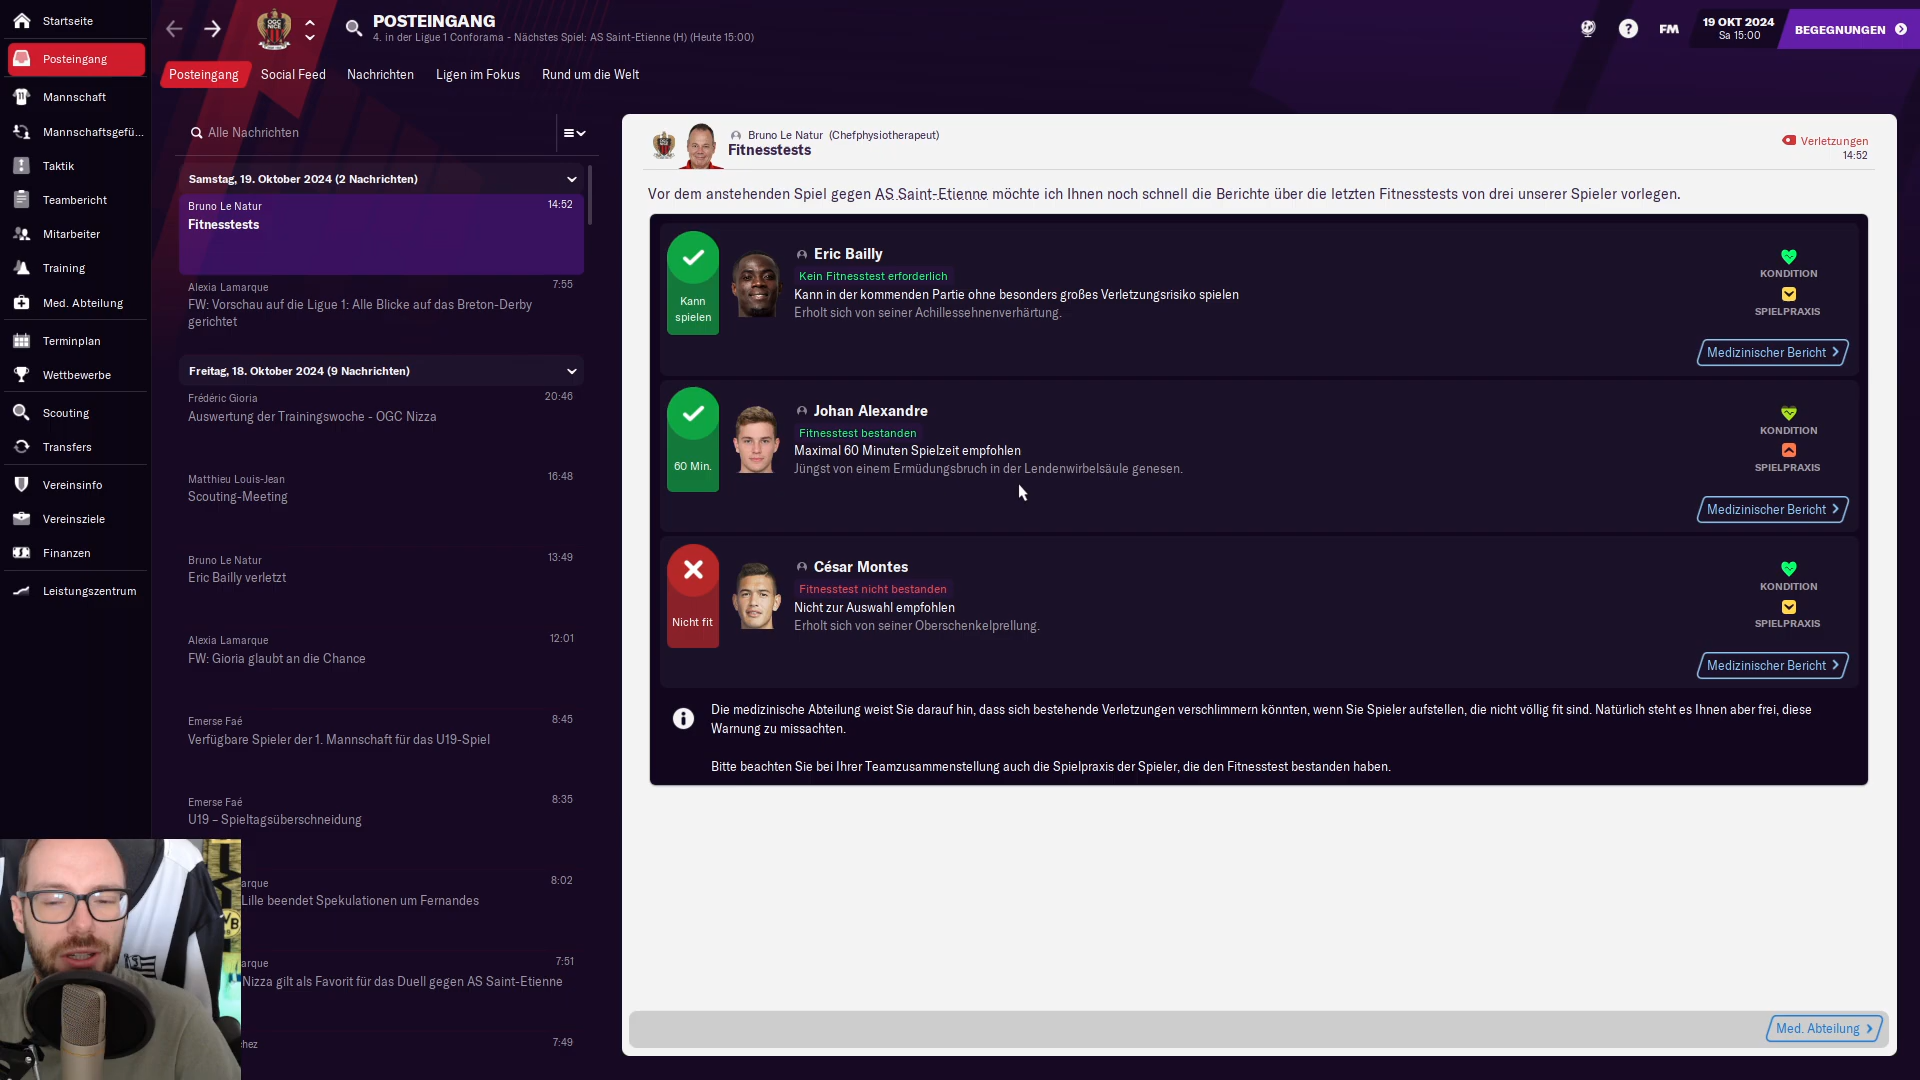 Startseite
Posteingang
Mannschaft
Mannschaftsgefü...
Taktik
Teambericht
Mitarbeiter
Training
Med. Abteilung
Terminplan
Wettbewerbe
Scouting
Transfers
Vereinsinfo
Vereinsziele
Finanzen
Leistungszentrum
POSTEINGANG
4. in der Ligue 1 Conforama - Nächstes Spiel: AS Saint-Etienne (H) (Heute 15:00)
FM
19 OKT 2024
Sa 15:00
BEGEGNUNGEN
Posteingang
Social Feed
Nachrichten
Ligen im Fokus
Rund um die Welt
Alle Nachrichten
Samstag, 19. Oktober 2024 (2 Nachrichten)
Bruno Le Natur 14:52
Fitnesstests
Alexia Lamarque 7:55
FW: Vorschau auf die Ligue 1: Alle Blicke auf das Breton-Derby
gerichtet
Freitag, 18. Oktober 2024 (9 Nachrichten)
Frédéric Gioria 20:46
Auswertung der Trainingswoche - OGC Nizza
Matthieu Louis-Jean 16:48
Scouting-Meeting
Bruno Le Natur 13:49
Eric Bailly verletzt
Alexia Lamarque 12:01
FW: Gioria glaubt an die Chance
Emerse Faé 8:45
Verfügbare Spieler der 1. Mannschaft für das U19-Spiel
Emerse Faé 8:35
U19 – Spieltagsüberschneidung
arque 8:02
Lille beendet Spekulationen um Fernandes
arque 7:51
Nizza gilt als Favorit für das Duell gegen AS Saint-Etienne
hez 7:49
Bruno Le Natur (Chefphysiotherapeut)
Fitnesstests
Verletzungen
14:52
Vor dem anstehenden Spiel gegen AS Saint-Etienne möchte ich Ihnen noch schnell die Berichte über die letzten Fitnesstests von drei unserer Spieler vorlegen.
Kann
spielen
Eric Bailly
Kein Fitnesstest erforderlich
Kann in der kommenden Partie ohne besonders großes Verletzungsrisiko spielen
Erholt sich von seiner Achillessehnenverhärtung.
KONDITION
SPIELPRAXIS
Medizinischer Bericht
60 Min.
Johan Alexandre
Fitnesstest bestanden
Maximal 60 Minuten Spielzeit empfohlen
Jüngst von einem Ermüdungsbruch in der Lendenwirbelsäule genesen.
KONDITION
SPIELPRAXIS
Medizinischer Bericht
Nicht fit
César Montes
Fitnesstest nicht bestanden
Nicht zur Auswahl empfohlen
Erholt sich von seiner Oberschenkelprellung.
KONDITION
SPIELPRAXIS
Medizinischer Bericht
Die medizinische Abteilung weist Sie darauf hin, dass sich bestehende Verletzungen verschlimmern könnten, wenn Sie Spieler aufstellen, die nicht völlig fit sind. Natürlich steht es Ihnen aber frei, diese
Warnung zu missachten.
Bitte beachten Sie bei Ihrer Teamzusammenstellung auch die Spielpraxis der Spieler, die den Fitnesstest bestanden haben.
Med. Abteilung